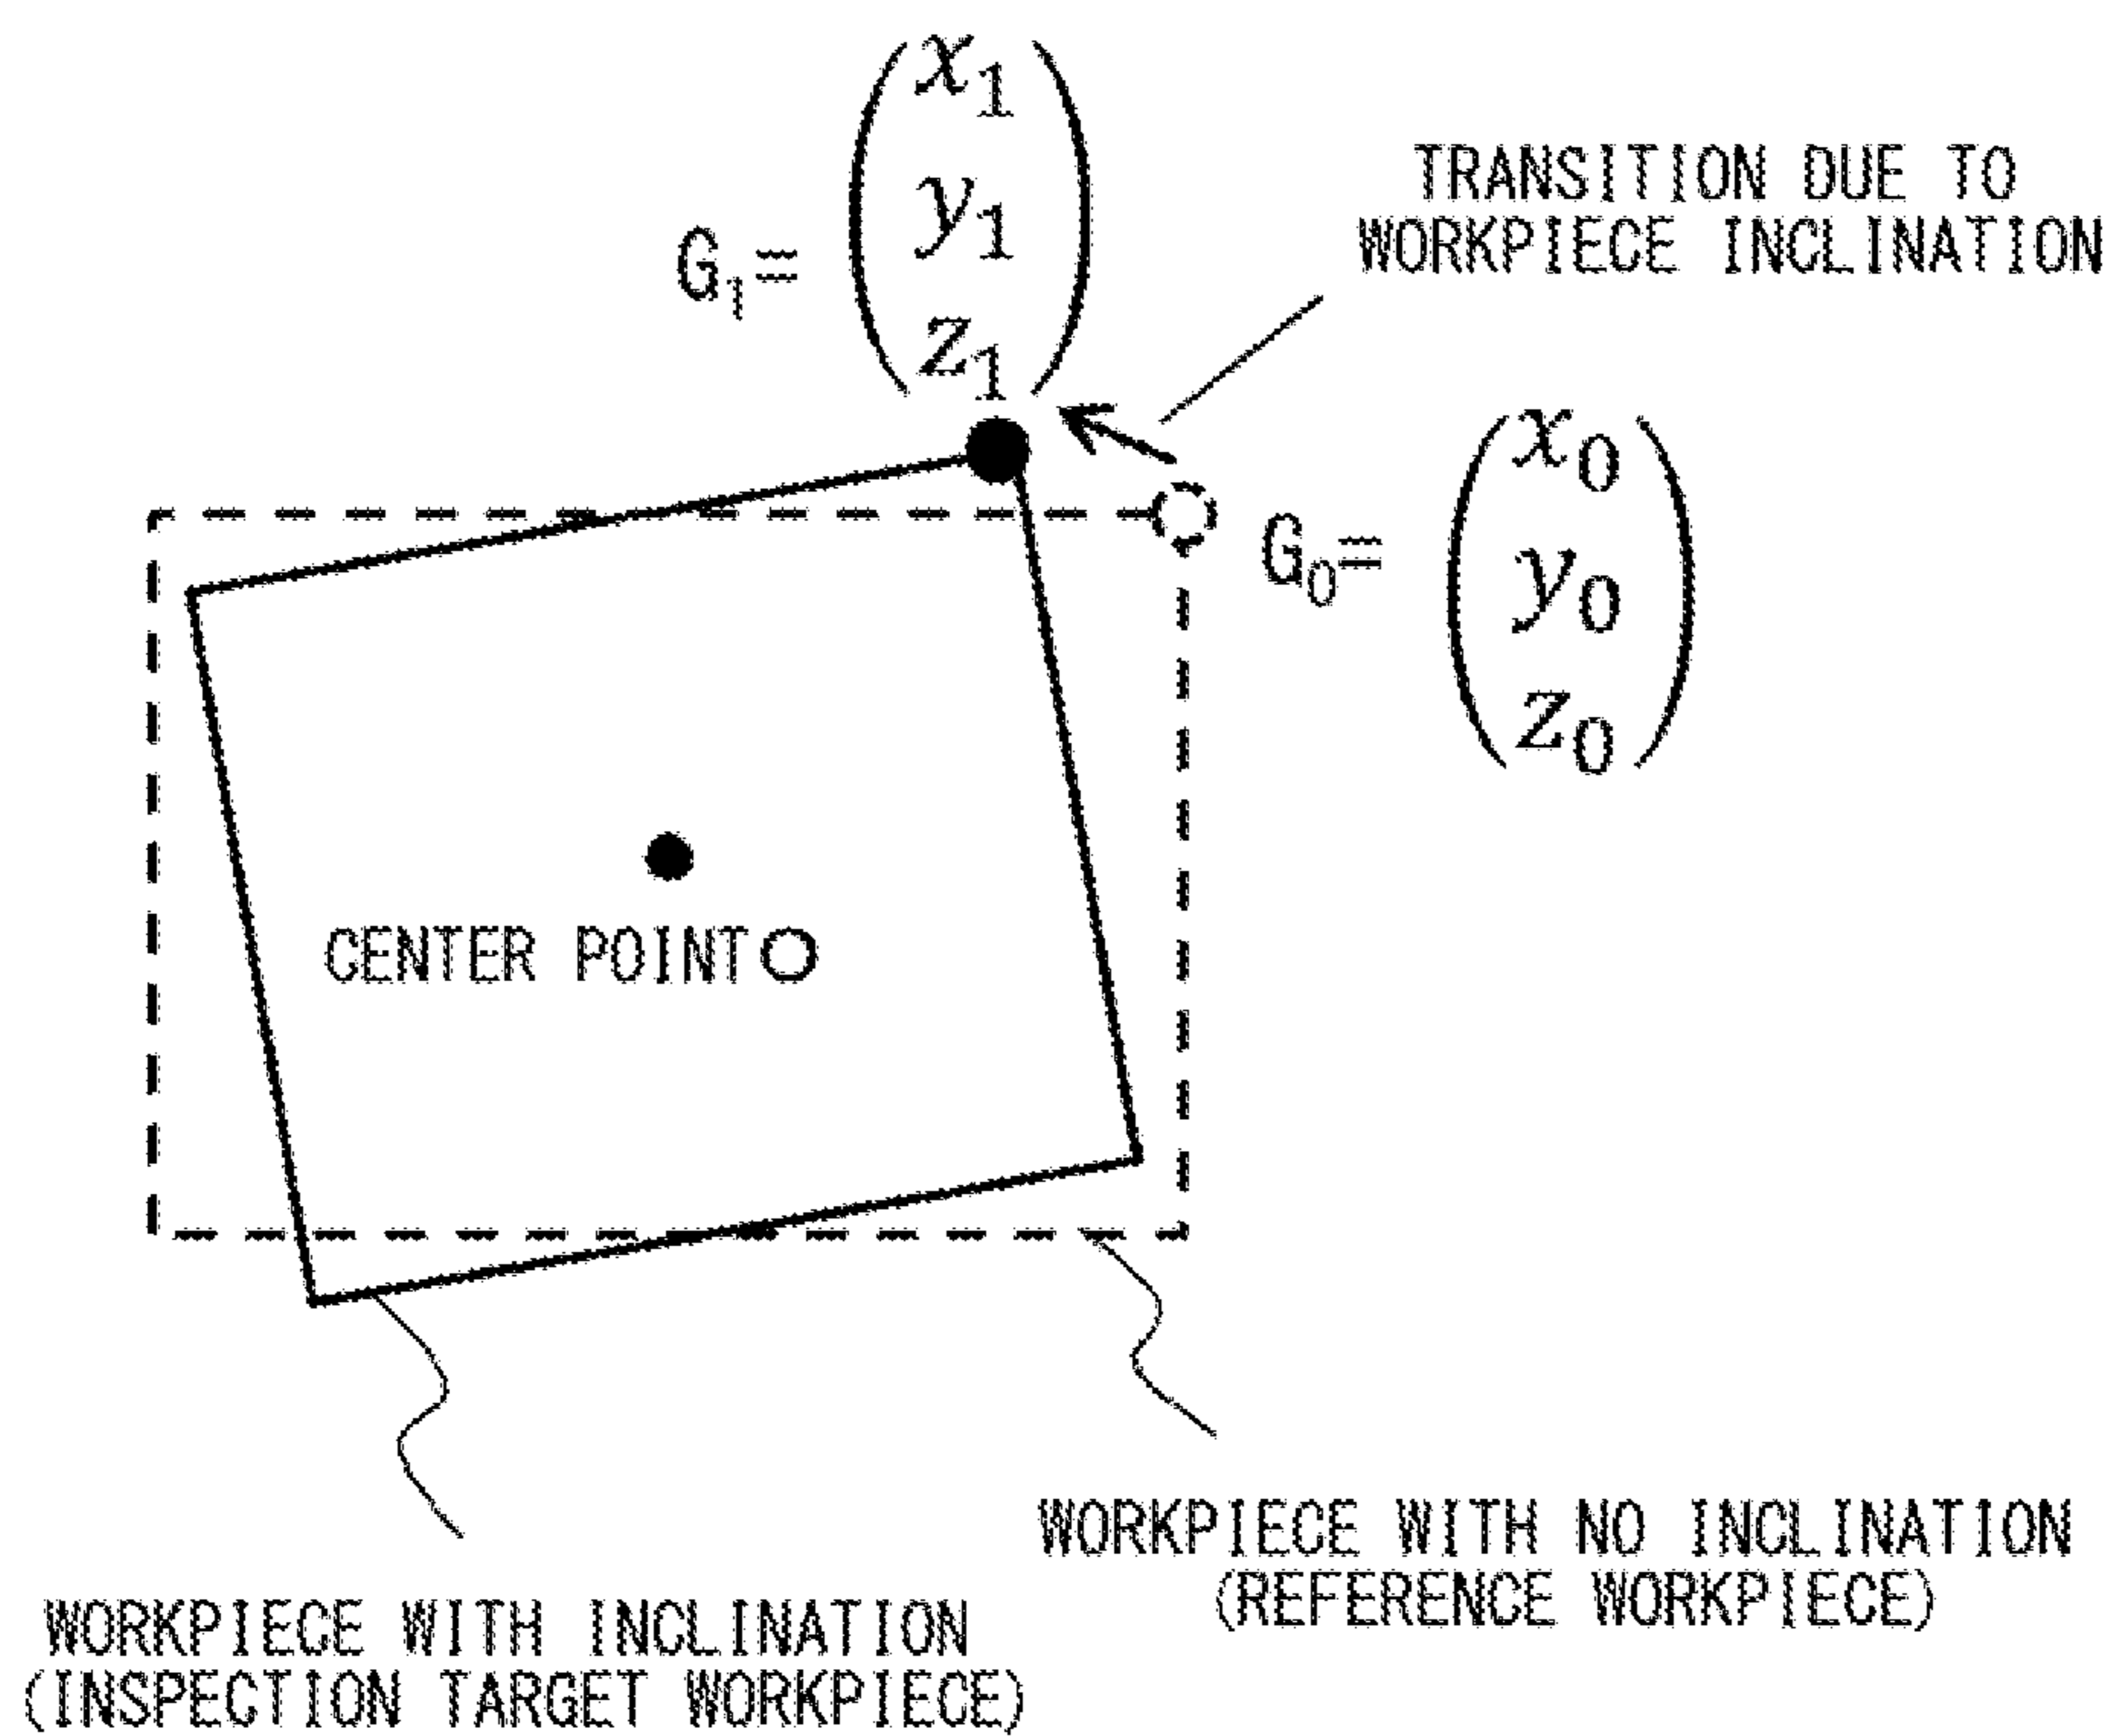 G₁= (x₁ y₁ z₁)
TRANSITION DUE TO
WORKPIECE INCLINATION
G₀= (x₀ y₀ z₀)
CENTER POINT O
WORKPIECE WITH NO INCLINATION
(REFERENCE WORKPIECE)
WORKPIECE WITH INCLINATION
(INSPECTION TARGET WORKPIECE)